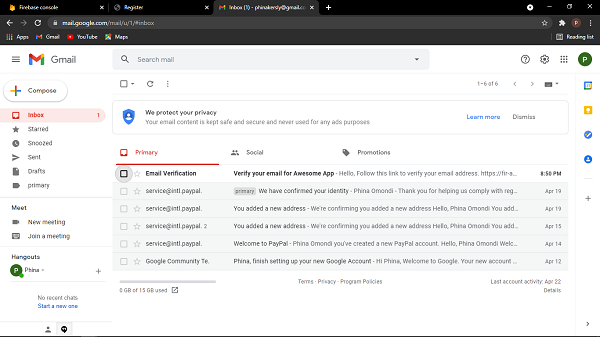 Firebase console
Register
Inbox (1) - phinakersly@gmail.co
mail.google.com/mail/u/1/#inbox
P
Apps Gmail YouTube Maps Reading list
Gmail
Search mail
P
Compose
1–6 of 6
Inbox 1
Starred
Snoozed
Sent
Drafts
primary
We protect your privacy
Your email content is kept safe and secure and never used for any ads purposes
Learn more Dismiss
Primary Social Promotions
Email Verification Verify your email for Awesome App - Hello, Follow this link to verify your email address. https://fir-a... 8:50 PM
service@intl.paypal. primary We have confirmed your identity - Phina Omondi - Thank you for helping us comply with reg... Apr 19
service@intl.paypal. You added a new address - We're confirming you added a new address Hello, Phina Omondi You ad... Apr 19
service@intl.paypal. 2 You added a new address - We're confirming you added a new address Hello, Phina Omondi You add... Apr 15
service@intl.paypal. Welcome to PayPal - Phina Omondi you've created a new PayPal account. Hello, Phina Omondi Welc... Apr 14
Google Community Te. Phina, finish setting up your new Google Account - Hi Phina, Welcome to Google. Your new account ... Apr 12
Meet
New meeting
Join a meeting
Hangouts
P Phina
No recent chats
Start a new one
0 GB of 15 GB used
Terms · Privacy · Program Policies
Last account activity: Apr 22
Details